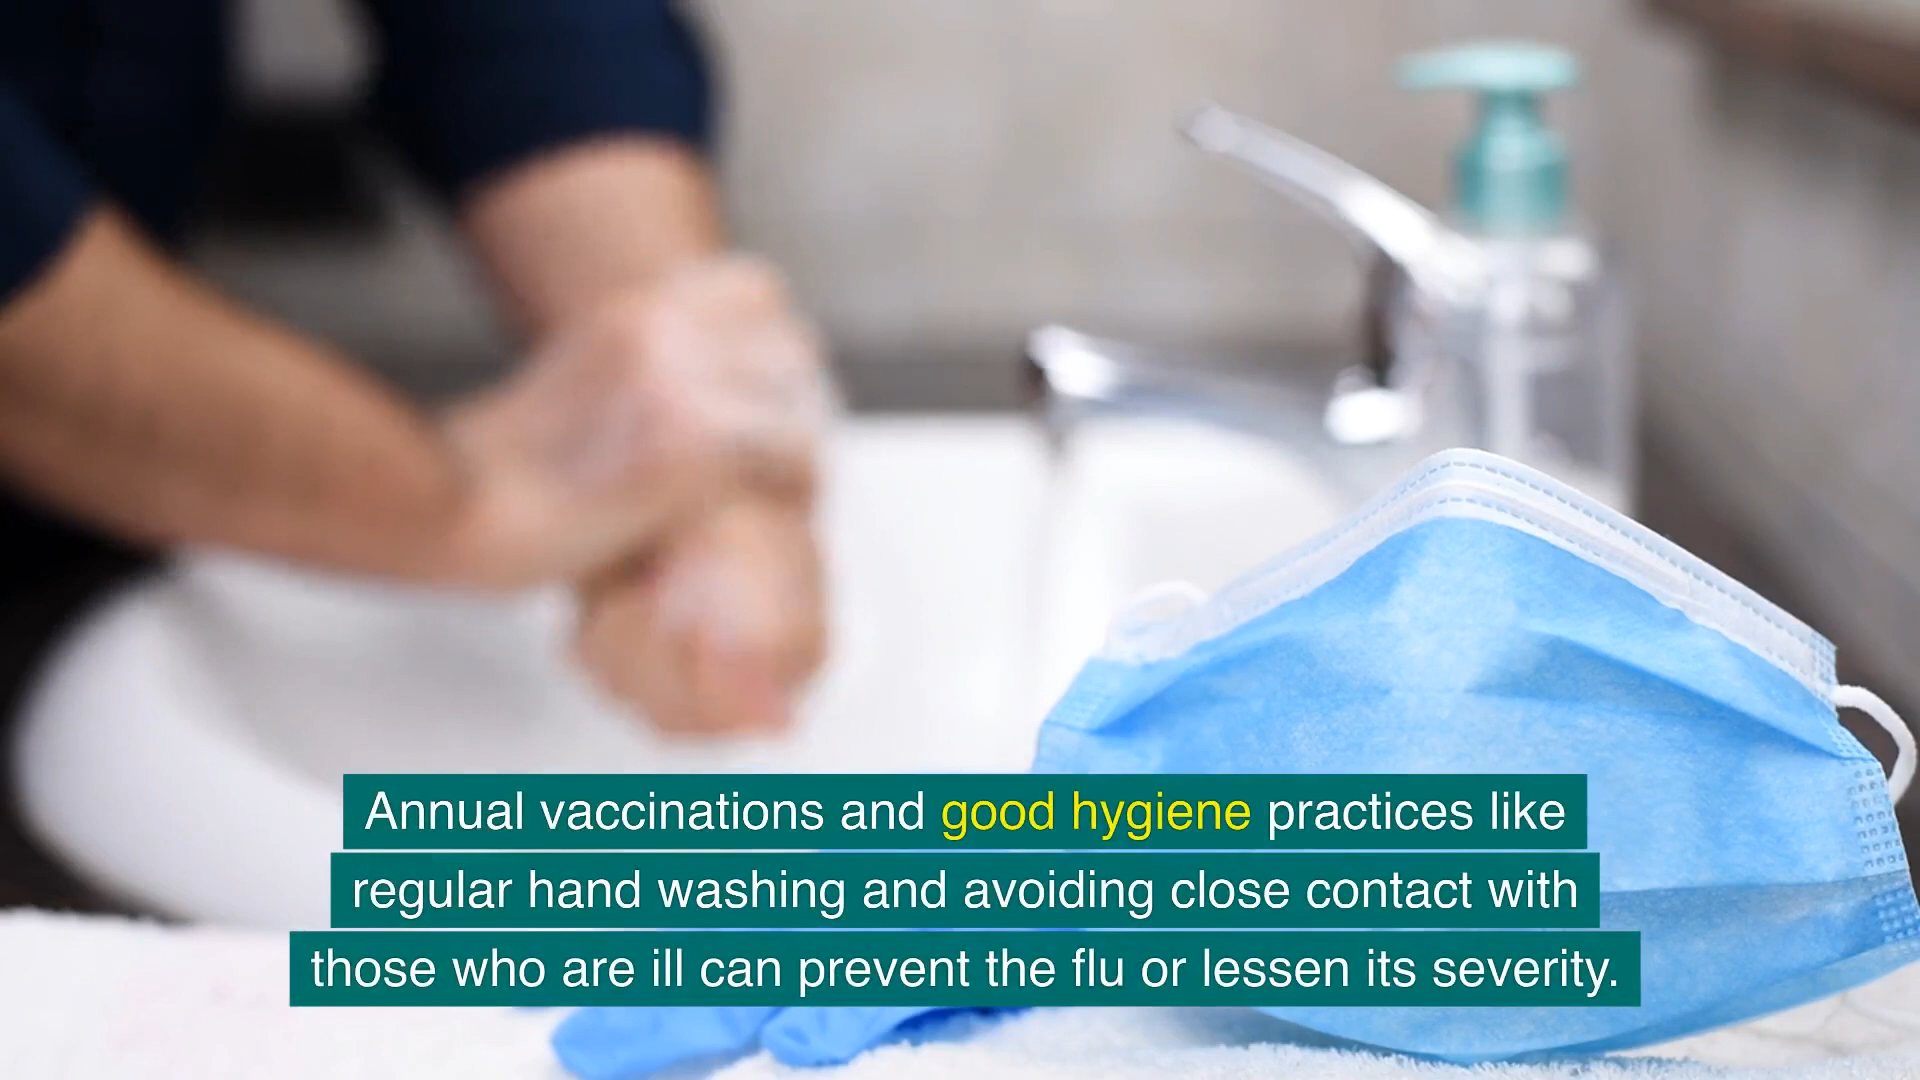 Annual vaccinations and good hygiene practices like
regular hand washing and avoiding close contact with
those who are ill can prevent the flu or lessen its severity.